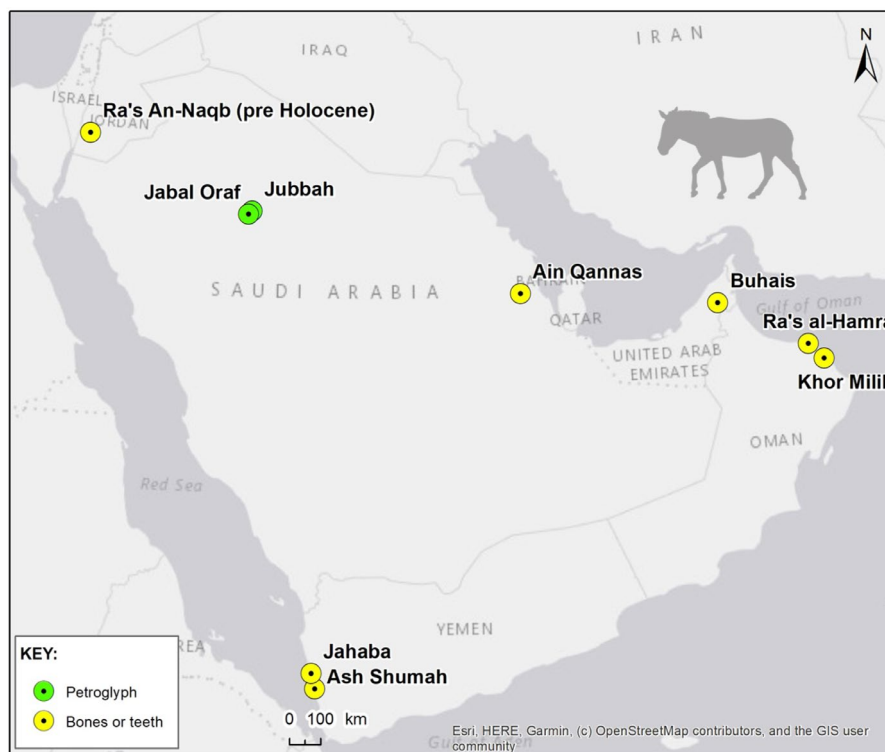 N
IRAN
IRAQ
ISRAEL
Ra's An-Naqb (pre Holocene)
JORDAN
Jabal Oraf
Jubbah
SAUDI ARABIA
Ain Qannas
QATAR
Buhais
Gulf of Oman
Ra's al-Hamra
UNITED ARAB
EMIRATES
OMAN
Red Sea
YEMEN
Jahaba
Ash Shumah
KEY:
Petroglyph
Bones or teeth
0 100 km
Esri, HERE, Garmin, (c) OpenStreetMap contributors, and the GIS user
community